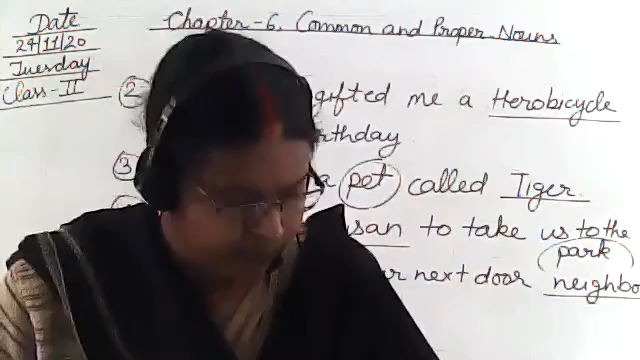 Date
24/11/20
Tuesday
Class-II
Chapter-6. Common and Proper Nouns
2 gifted me a Herobicycle
rthday
3 a pet called Tiger.
san to take us to the
park
r next door neighbo